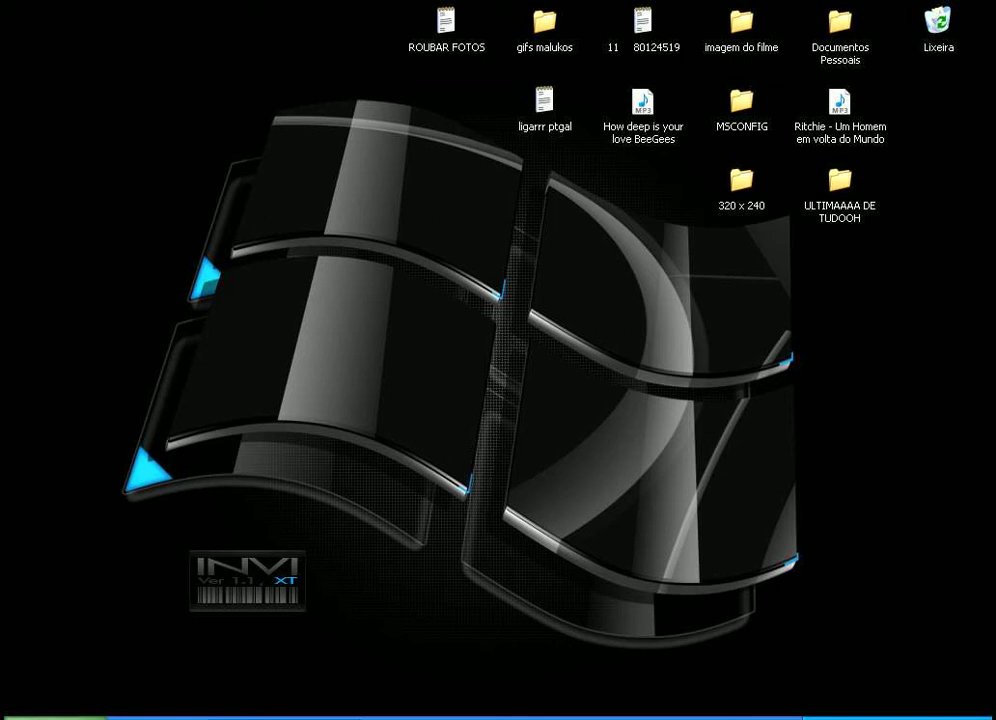 ROUBAR FOTOS
gifs malukos
11 80124519
imagem do filme
Documentos
Pessoais
Lixeira
ligarrr ptgal
How deep is your
love BeeGees
MSCONFIG
Ritchie - Um Homem
em volta do Mundo
320 x 240
ULTIMAAAA DE
TUDOOH
MP3
MP3
INVI
Ver 1.1, XT